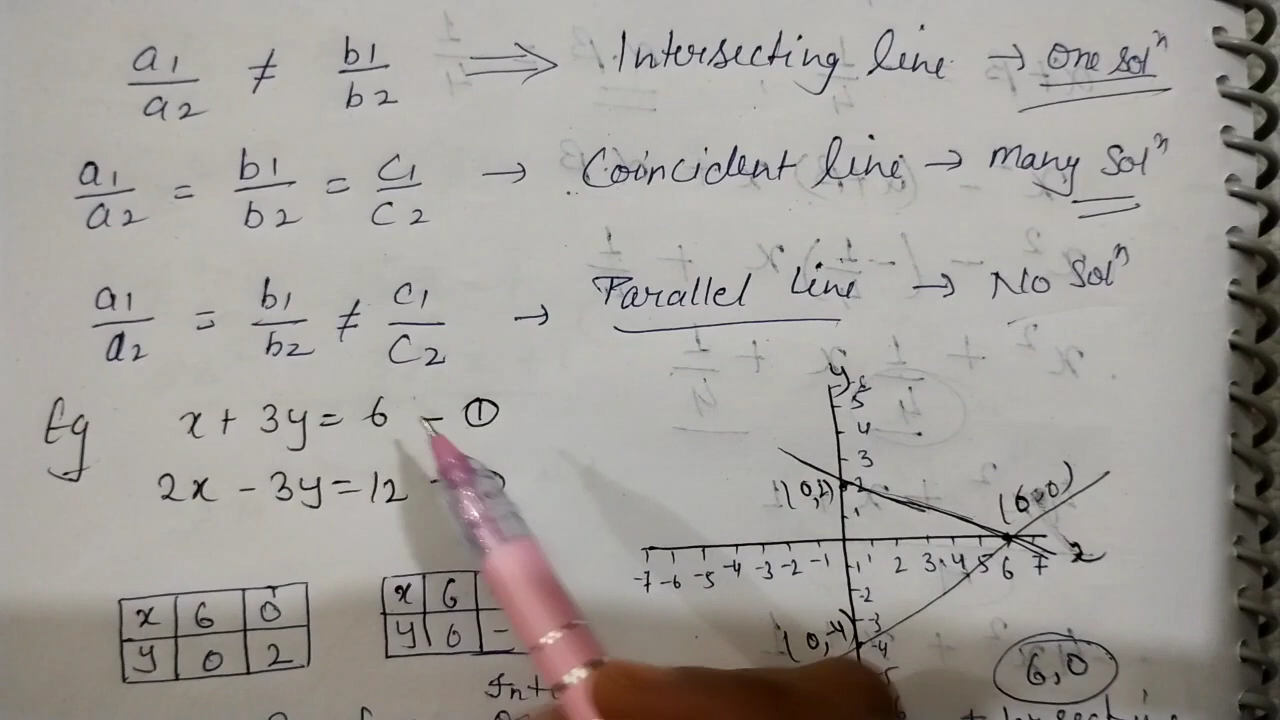 a1/a2 ≠ b1/b2 ⟹ Intersecting line → One solⁿ
a1/a2 = b1/b2 = c1/c2 → Coincident line → many solⁿ
a1/a2 = b1/b2 ≠ c1/c2 → Parallel line → No solⁿ
Eg x + 3y = 6 - ①
2x - 3y = 12 -
x 6 0
y 0 2
x 6
y 0 -
y
5
4
3
2
1
(0,2)
(6,0)
-7 -6 -5 -4 -3 -2 -1 1 2 3 4 5 6 7 x
-2
-3
-4
(0,-4)
6,0